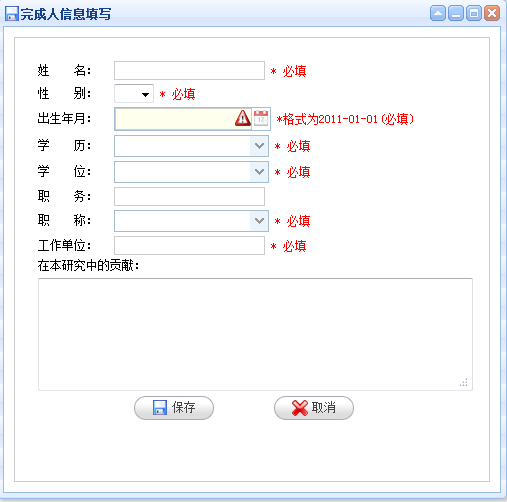 完成人信息填写
姓 名： * 必填
性 别： * 必填
出生年月： *格式为2011-01-01(必填)
学 历： * 必填
学 位： * 必填
职 务：
职 称： * 必填
工作单位： * 必填
在本研究中的贡献：
保存 取消